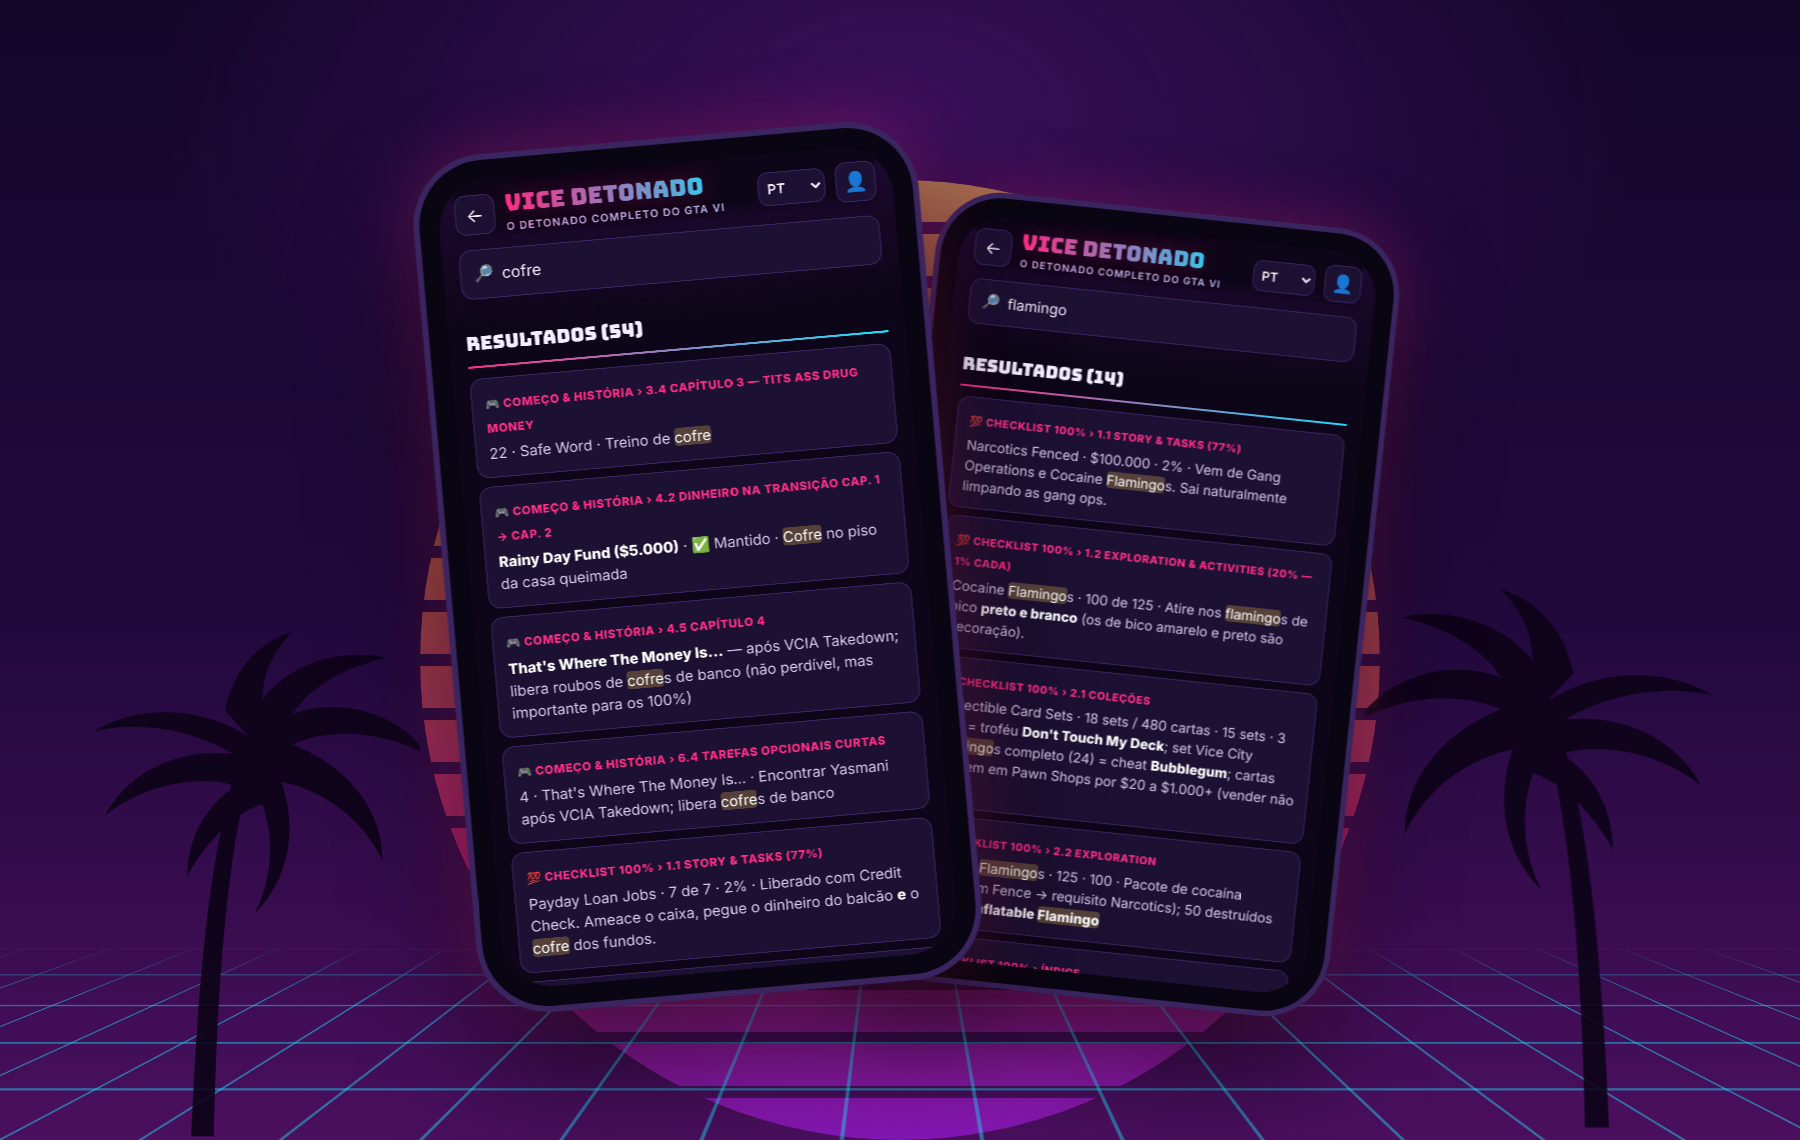 VICE DETONADO
O DETONADO COMPLETO DO GTA VI
PT
cofre
RESULTADOS (54)
COMEÇO & HISTÓRIA › 3.4 CAPÍTULO 3 — TITS ASS DRUG
MONEY
22 · Safe Word · Treino de cofre
COMEÇO & HISTÓRIA › 4.2 DINHEIRO NA TRANSIÇÃO CAP. 1
→ CAP. 2
Rainy Day Fund ($5.000) · ✅ Mantido · Cofre no piso
da casa queimada
COMEÇO & HISTÓRIA › 4.5 CAPÍTULO 4
That's Where The Money Is... — após VCIA Takedown;
libera roubos de cofres de banco (não perdível, mas
importante para os 100%)
COMEÇO & HISTÓRIA › 6.4 TAREFAS OPCIONAIS CURTAS
4 · That's Where The Money Is... · Encontrar Yasmani
após VCIA Takedown; libera cofres de banco
💯 CHECKLIST 100% › 1.1 STORY & TASKS (77%)
Payday Loan Jobs · 7 de 7 · 2% · Liberado com Credit
Check. Ameace o caixa, pegue o dinheiro do balcão e o
cofre dos fundos.
VICE DETONADO
O DETONADO COMPLETO DO GTA VI
PT
flamingo
RESULTADOS (14)
💯 CHECKLIST 100% › 1.1 STORY & TASKS (77%)
Narcotics Fenced · $100.000 · 2% · Vem de Gang
Operations e Cocaine Flamingos. Sai naturalmente
limpando as gang ops.
💯 CHECKLIST 100% › 1.2 EXPLORATION & ACTIVITIES (20% —
1% CADA)
Cocaine Flamingos · 100 de 125 · Atire nos flamingos de
bico preto e branco (os de bico amarelo e preto são
ecoração).
CHECKLIST 100% › 2.1 COLEÇÕES
ectible Card Sets · 18 sets / 480 cartas · 15 sets · 3
= troféu Don't Touch My Deck; set Vice City
ingos completo (24) = cheat Bubblegum; cartas
em em Pawn Shops por $20 a $1.000+ (vender não
KLIST 100% › 2.2 EXPLORATION
Flamingos · 125 · 100 · Pacote de cocaína
m Fence → requisito Narcotics); 50 destruídos
nflatable Flamingo
KLIST 100% › ÍNDICE